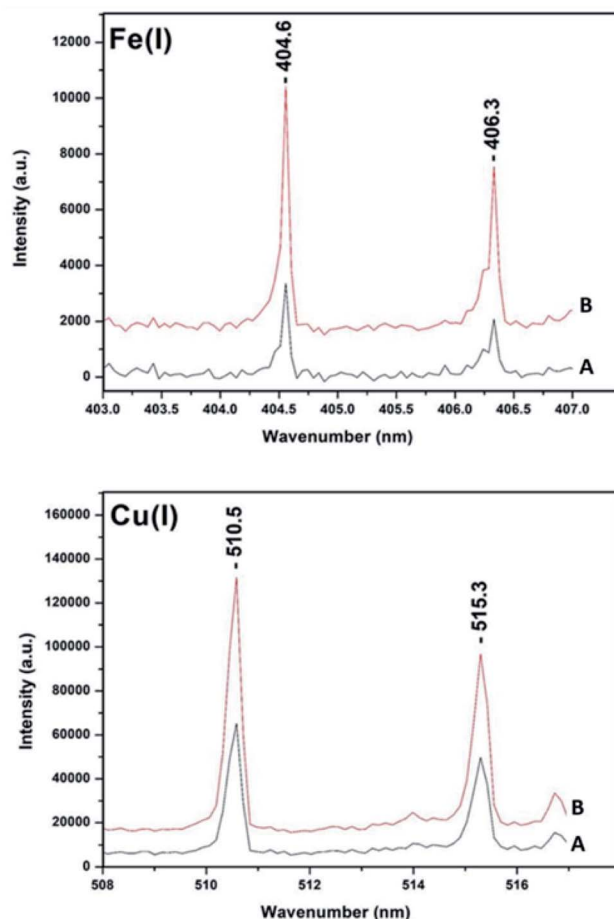 Fe(I)
404.6
406.3
12000
10000
8000
6000
4000
2000
0
Intensity (a.u.)
B
A
403.0 403.5 404.0 404.5 405.0 405.5 406.0 406.5 407.0
Wavenumber (nm)
Cu(I)
510.5
515.3
160000
140000
120000
100000
80000
60000
40000
20000
0
Intensity (a.u.)
B
A
508 510 512 514 516
Wavenumber (nm)